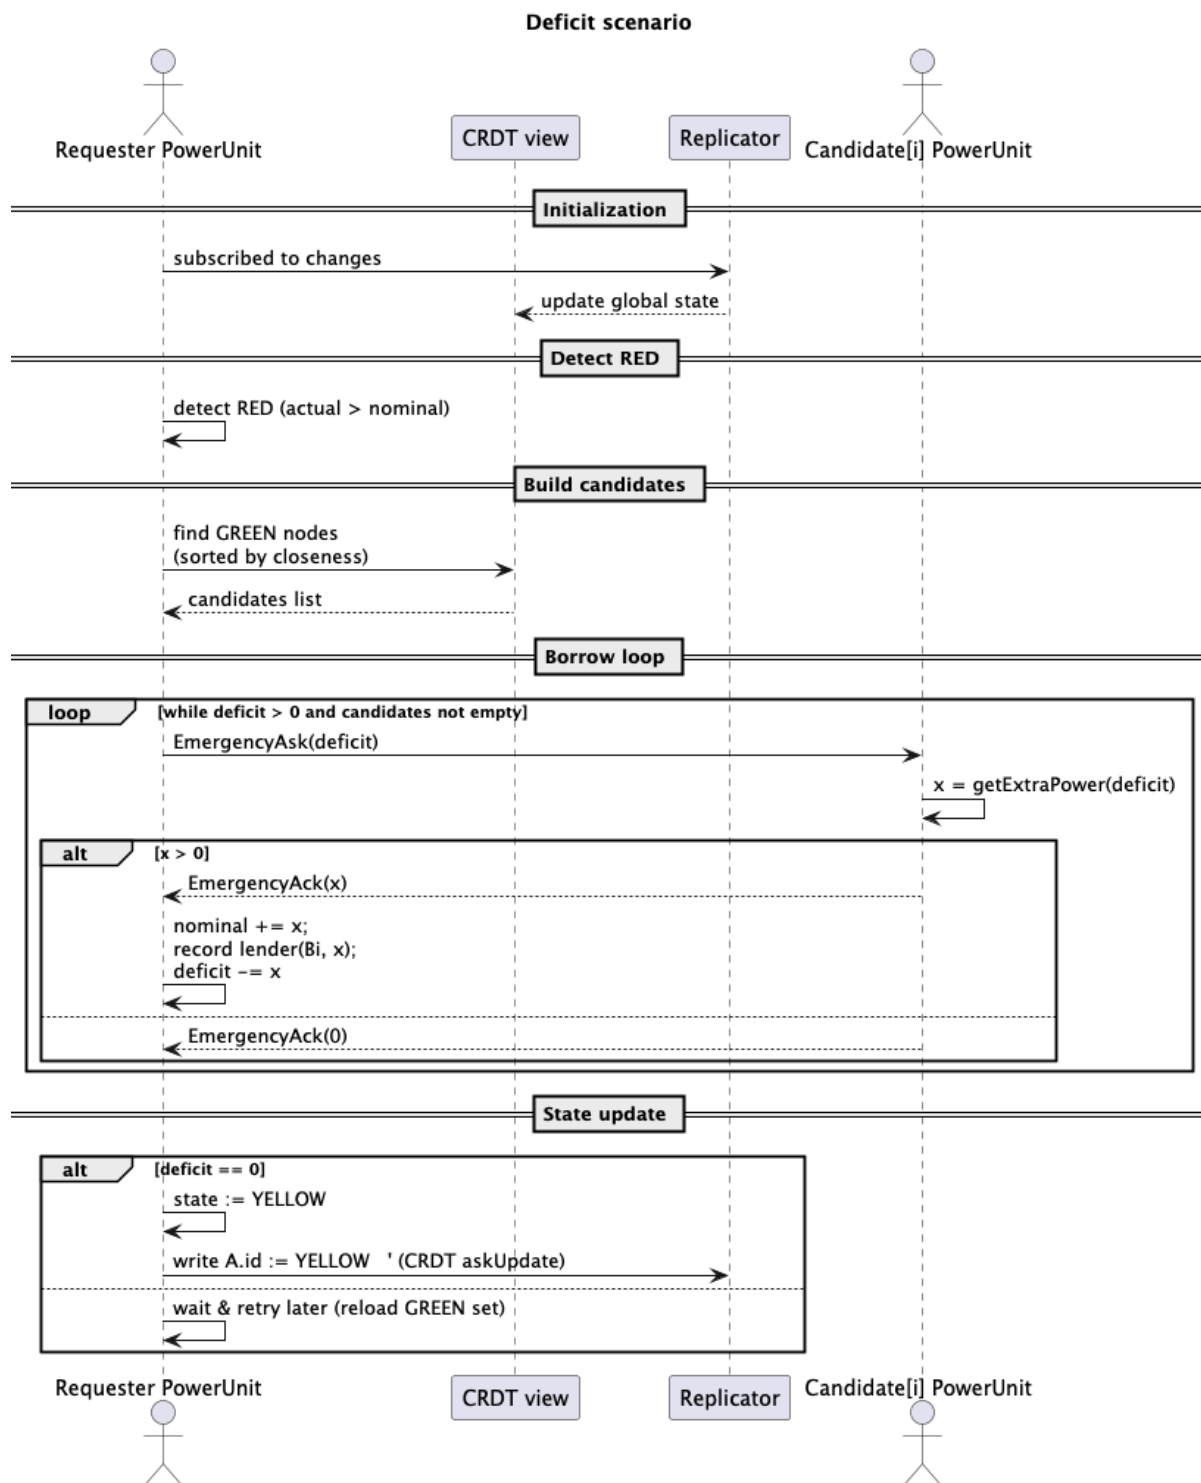 Deficit scenario
Requester PowerUnit
CRDT view
Replicator
Candidate[i] PowerUnit
Initialization
subscribed to changes
update global state
Detect RED
detect RED (actual > nominal)
Build candidates
find GREEN nodes
(sorted by closeness)
candidates list
Borrow loop
loop
[while deficit > 0 and candidates not empty]
EmergencyAsk(deficit)
x = getExtraPower(deficit)
alt
[x > 0]
EmergencyAck(x)
nominal += x;
record lender(Bi, x);
deficit -= x
EmergencyAck(0)
State update
alt
[deficit == 0]
state := YELLOW
write A.id := YELLOW ' (CRDT askUpdate)
wait & retry later (reload GREEN set)
Requester PowerUnit
CRDT view
Replicator
Candidate[i] PowerUnit